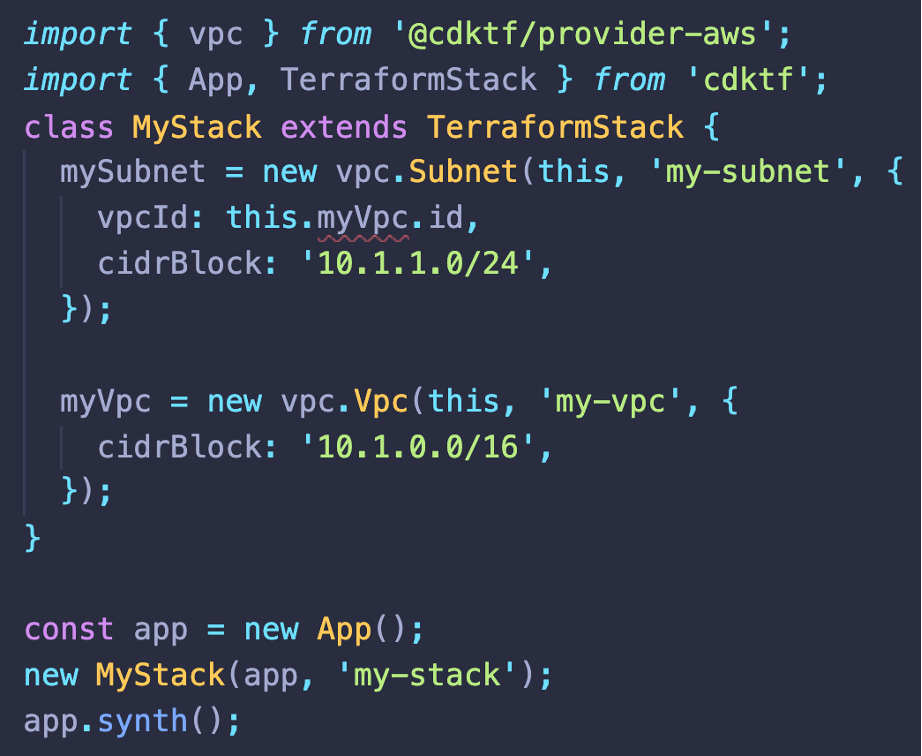 import { vpc } from '@cdktf/provider-aws';
import { App, TerraformStack } from 'cdktf';
class MyStack extends TerraformStack {
  mySubnet = new vpc.Subnet(this, 'my-subnet', {
    vpcId: this.myVpc.id,
    cidrBlock: '10.1.1.0/24',
  });

  myVpc = new vpc.Vpc(this, 'my-vpc', {
    cidrBlock: '10.1.0.0/16',
  });
}

const app = new App();
new MyStack(app, 'my-stack');
app.synth();